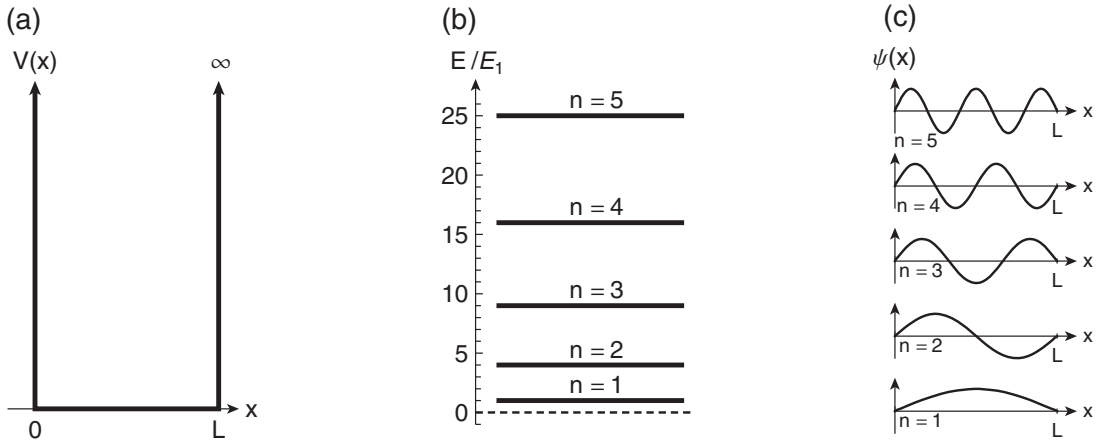 (a)
V(x)
∞
0
L
x
(b)
E /E1
25
n = 5
20
n = 4
15
10
n = 3
5
n = 2
n = 1
0
(c)
ψ(x)
x
L
n = 5
x
L
n = 4
x
L
n = 3
x
L
n = 2
x
L
n = 1